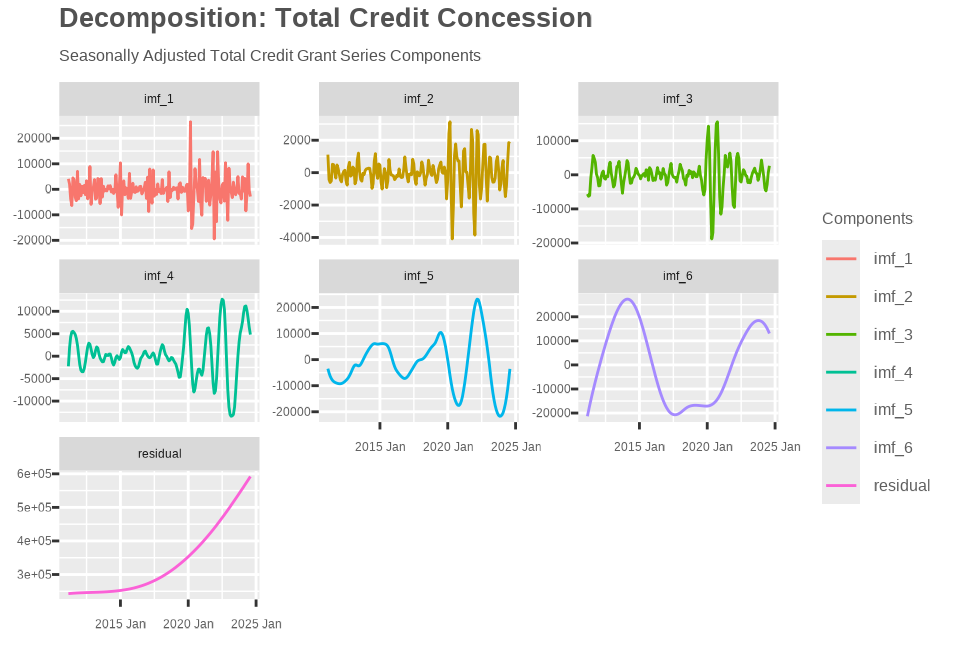 Decomposition: Total Credit Concession
Seasonally Adjusted Total Credit Grant Series Components
imf_1
imf_2
imf_3
20000
10000
0
-10000
-20000
2000
0
-2000
-4000
10000
0
-10000
-20000
imf_4
imf_5
imf_6
10000
5000
0
-5000
-10000
20000
10000
0
-10000
-20000
20000
10000
0
-10000
-20000
2015 Jan 2020 Jan 2025 Jan
2015 Jan 2020 Jan 2025 Jan
residual
6e+05
5e+05
4e+05
3e+05
2015 Jan 2020 Jan 2025 Jan
Components
imf_1
imf_2
imf_3
imf_4
imf_5
imf_6
residual